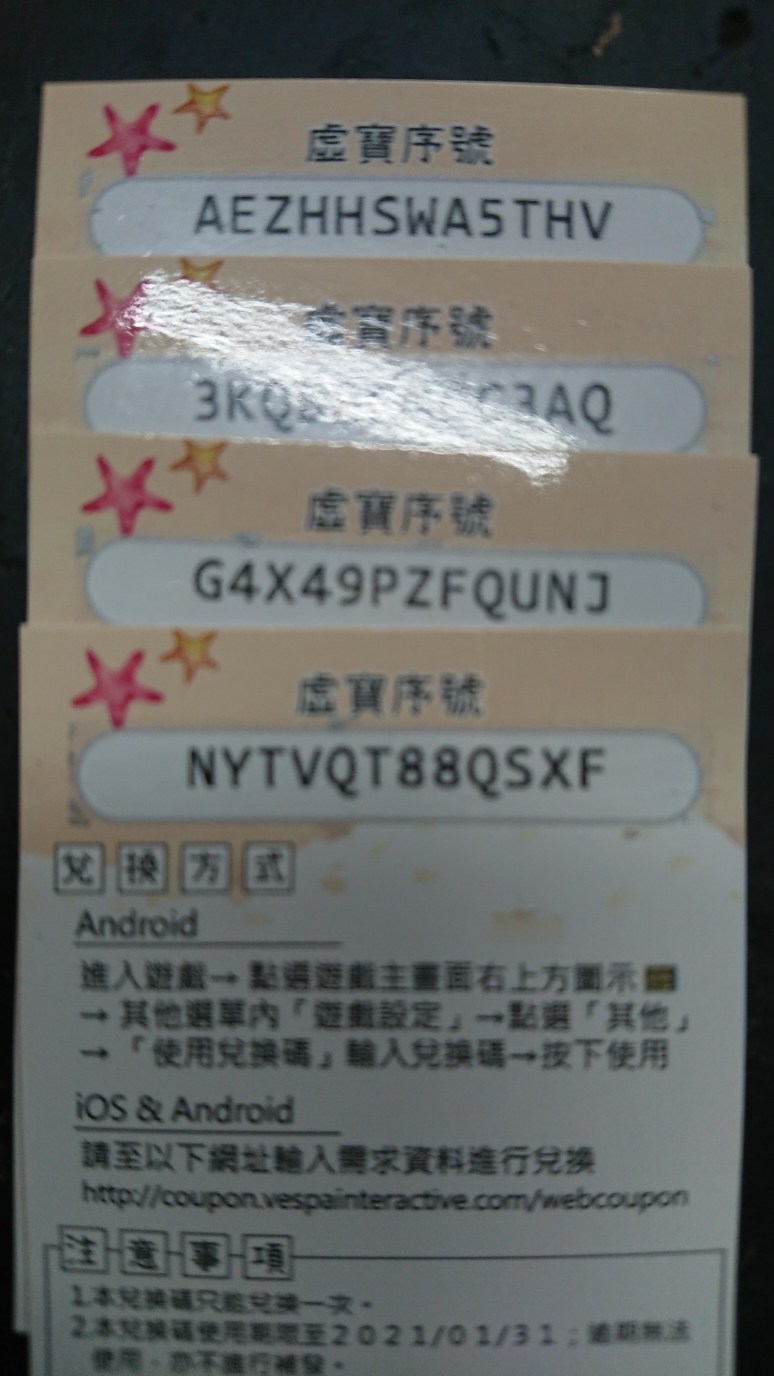 虛寶序號
AEZHHSWA5THV
虛寶序號
虛寶序號
G4X49PZFQUNJ
虛寶序號
NYTVQT88QSXF
兌換方式
Android
進入遊戲→點選遊戲主畫面右上方圖示
→其他選單內「遊戲設定」→點選「其他」
→「使用兌換碼」輸入兌換碼→按下使用
iOS & Android
請至以下網址輸入需求資料進行兌換
http://coupon.vespainteractive.com/webcoupon
注意事項
1.本兌換碼只能兌換一次。
2.本兌換碼使用期限至2021/01/31；逾期無法
使用，亦不進行補發。